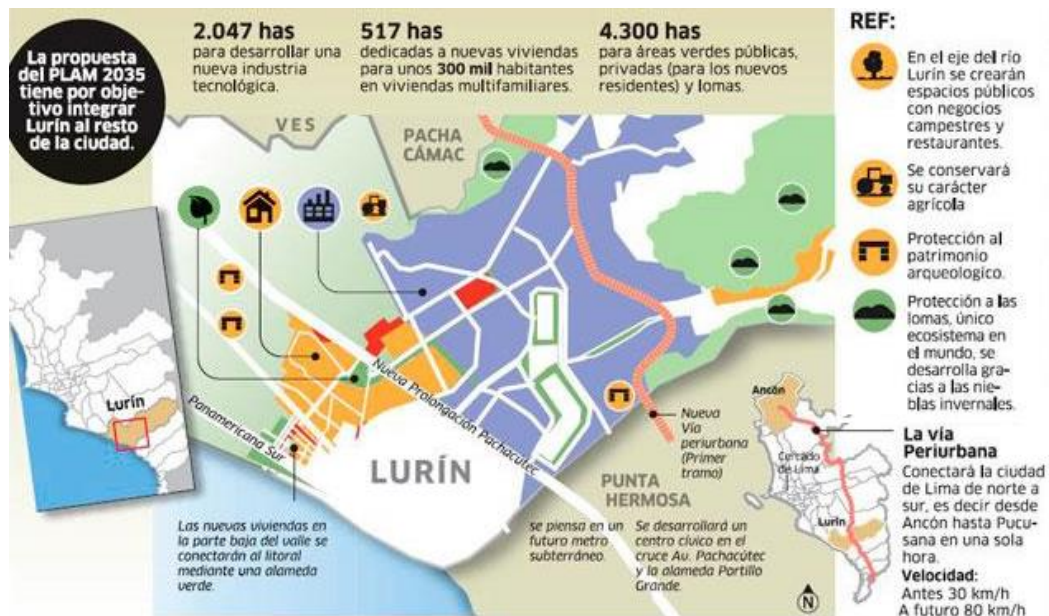 La propuesta
del PLAM 2035
tiene por obje-
tivo integrar
Lurín al resto
de la ciudad.
2.047 has
para desarrollar una
nueva industria
tecnológica.
517 has
dedicadas a nuevas viviendas
para unos 300 mil habitantes
en viviendas multifamiliares.
4.300 has
para áreas verdes públicas,
privadas (para los nuevos
residentes) y lomas.
VES
PACHA
CÁMAC
Lurín
Panamericana Sur
Nueva Prolongación Pachacútec
LURÍN
PUNTA
HERMOSA
Nueva
Vía
periurbana
(Primer
tramo)
Las nuevas viviendas en
la parte baja del valle se
conectarán al litoral
mediante una alameda
verde.
se piensa en un
futuro metro
subterráneo.
Se desarrollará un
centro cívico en el
cruce Av. Pachacútec
y la alameda Portillo
Grande.
N
REF:
En el eje del río
Lurín se crearán
espacios públicos
con negocios
campestres y
restaurantes.
Se conservará
su carácter
agrícola
Protección al
patrimonio
arqueologico.
Protección a las
lomas, único
ecosistema en
el mundo, se
desarrolla gra-
cias a las nie-
blas invernales.
Ancón
Cercado
de Lima
Lurín
La vía
Periurbana
Conectará la ciudad
de Lima de norte a
sur, es decir desde
Ancón hasta Pucu-
sana en una sola
hora.
Velocidad:
Antes 30 km/h
A futuro 80 km/h